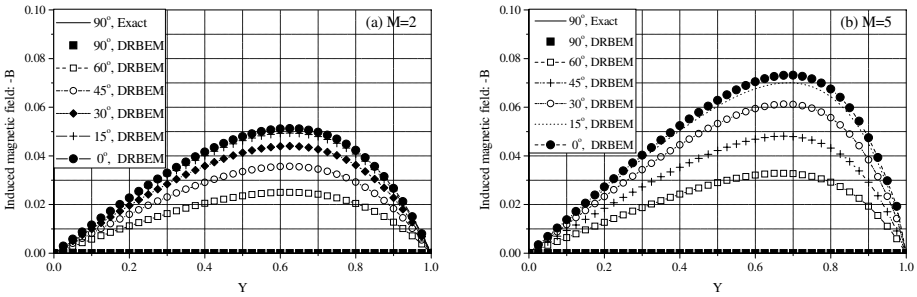 (a) M=2
90°, Exact
90°, DRBEM
60°, DRBEM
45°, DRBEM
30°, DRBEM
15°, DRBEM
0°, DRBEM
Induced magnetic field: -B
0.10
0.08
0.06
0.04
0.02
0.00
0.0
0.2
0.4
0.6
0.8
1.0
Y
(b) M=5
90°, Exact
90°, DRBEM
60°, DRBEM
45°, DRBEM
30°, DRBEM
15°, DRBEM
0°, DRBEM
Induced magnetic field: -B
0.10
0.08
0.06
0.04
0.02
0.00
0.0
0.2
0.4
0.6
0.8
1.0
Y